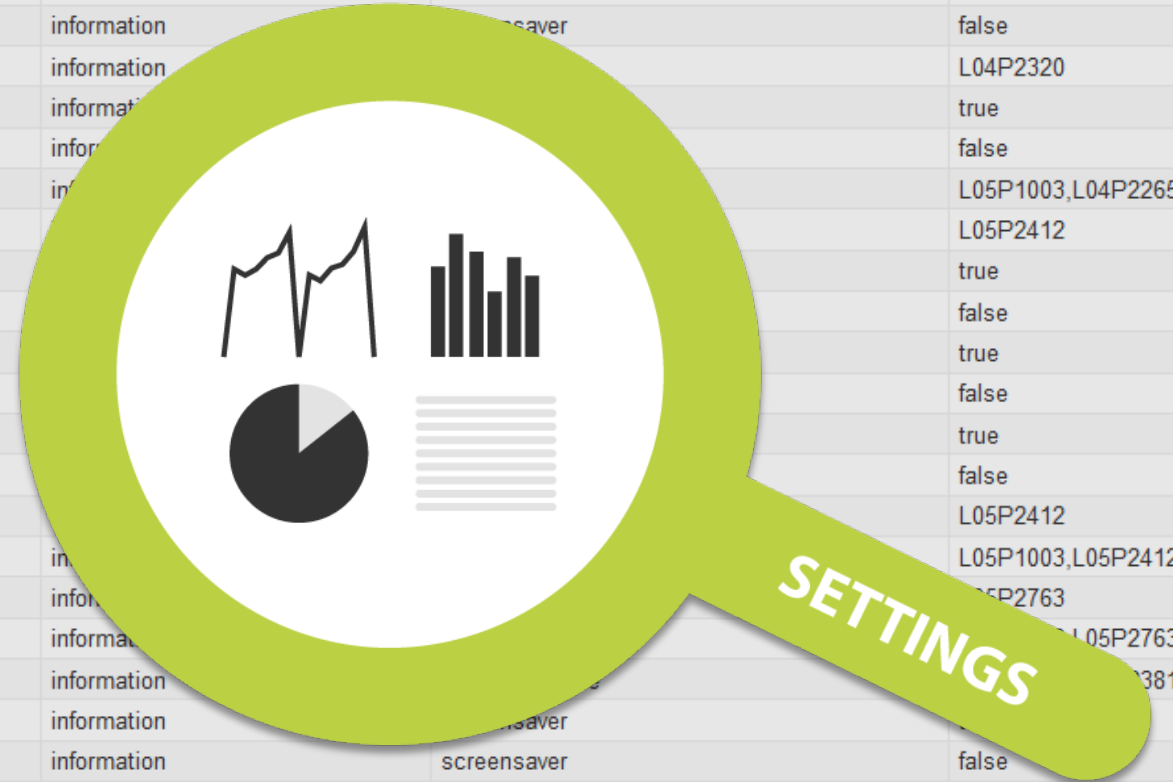 information false
information L04P2320
true
false
L05P1003,L04P2265
L05P2412
true
false
true
false
true
false
L05P2412
L05P1003,L05P2412
SETTINGS
information
information
information screensaver false